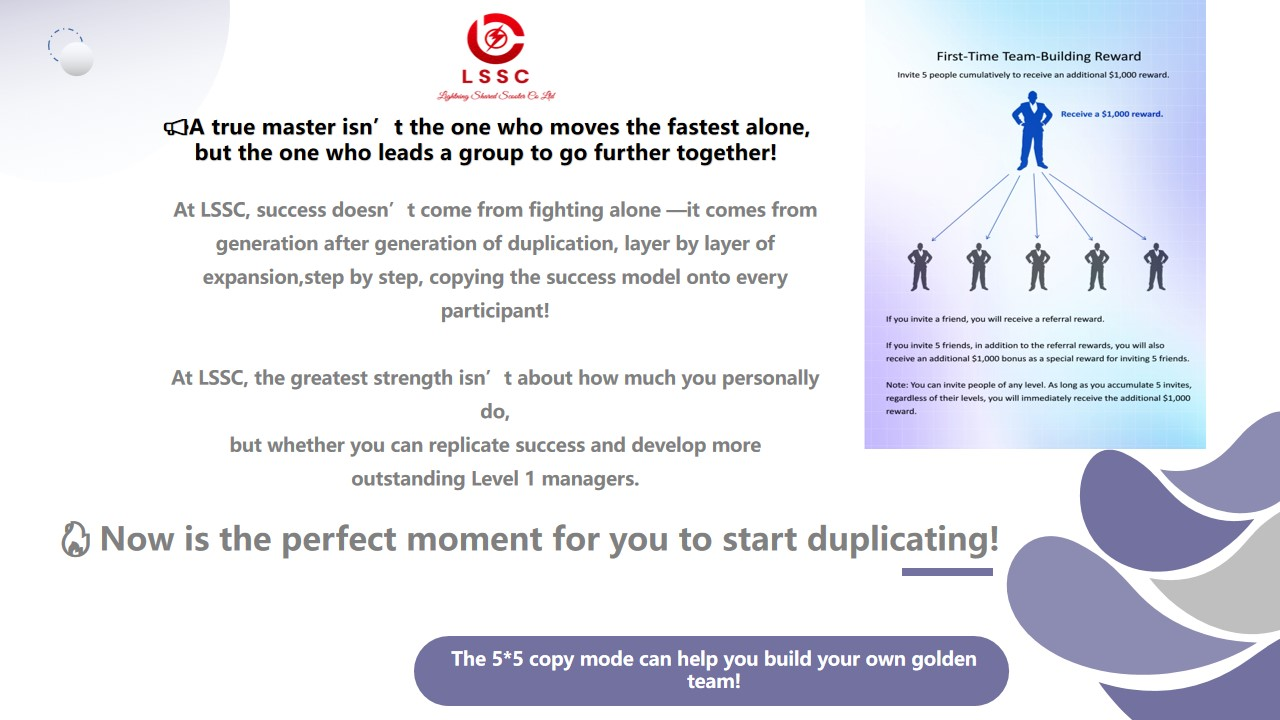 LSSC
Lightning Shared Scooter Co Ltd
A true master isn’t the one who moves the fastest alone,
but the one who leads a group to go further together!
At LSSC, success doesn’t come from fighting alone —it comes from
generation after generation of duplication, layer by layer of
expansion,step by step, copying the success model onto every
participant!
At LSSC, the greatest strength isn’t about how much you personally
do,
but whether you can replicate success and develop more
outstanding Level 1 managers.
Now is the perfect moment for you to start duplicating!
The 5*5 copy mode can help you build your own golden
team!
First-Time Team-Building Reward
Invite 5 people cumulatively to receive an additional $1,000 reward.
Receive a $1,000 reward.
If you invite a friend, you will receive a referral reward.
If you invite 5 friends, in addition to the referral rewards, you will also
receive an additional $1,000 bonus as a special reward for inviting 5 friends.
Note: You can invite people of any level. As long as you accumulate 5 invites,
regardless of their levels, you will immediately receive the additional $1,000
reward.